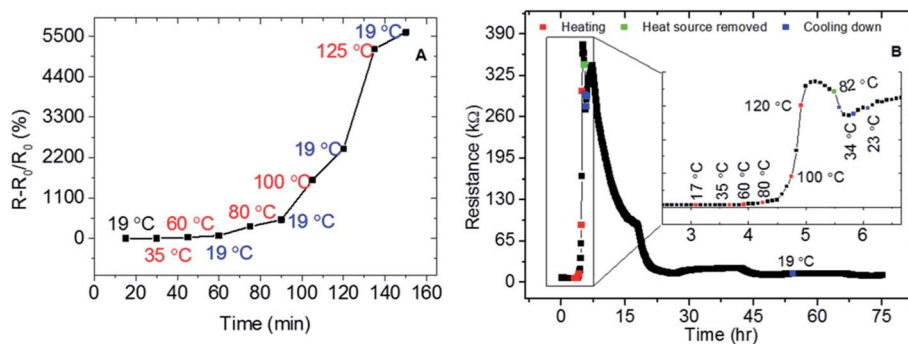 A
5500
4400
3300
2200
1100
0
R-R0/R0 (%)
19 °C
35 °C
60 °C
19 °C
80 °C
19 °C
100 °C
19 °C
125 °C
19 °C
0 20 40 60 80 100 120 140 160
Time (min)
Heating Heat source removed Cooling down
B
390
325
260
195
130
65
0
Resistance (kΩ)
17 °C
35 °C
60 °C
80 °C
100 °C
120 °C
82 °C
34 °C
23 °C
3 4 5 6
19 °C
0 15 30 45 60 75
Time (hr)